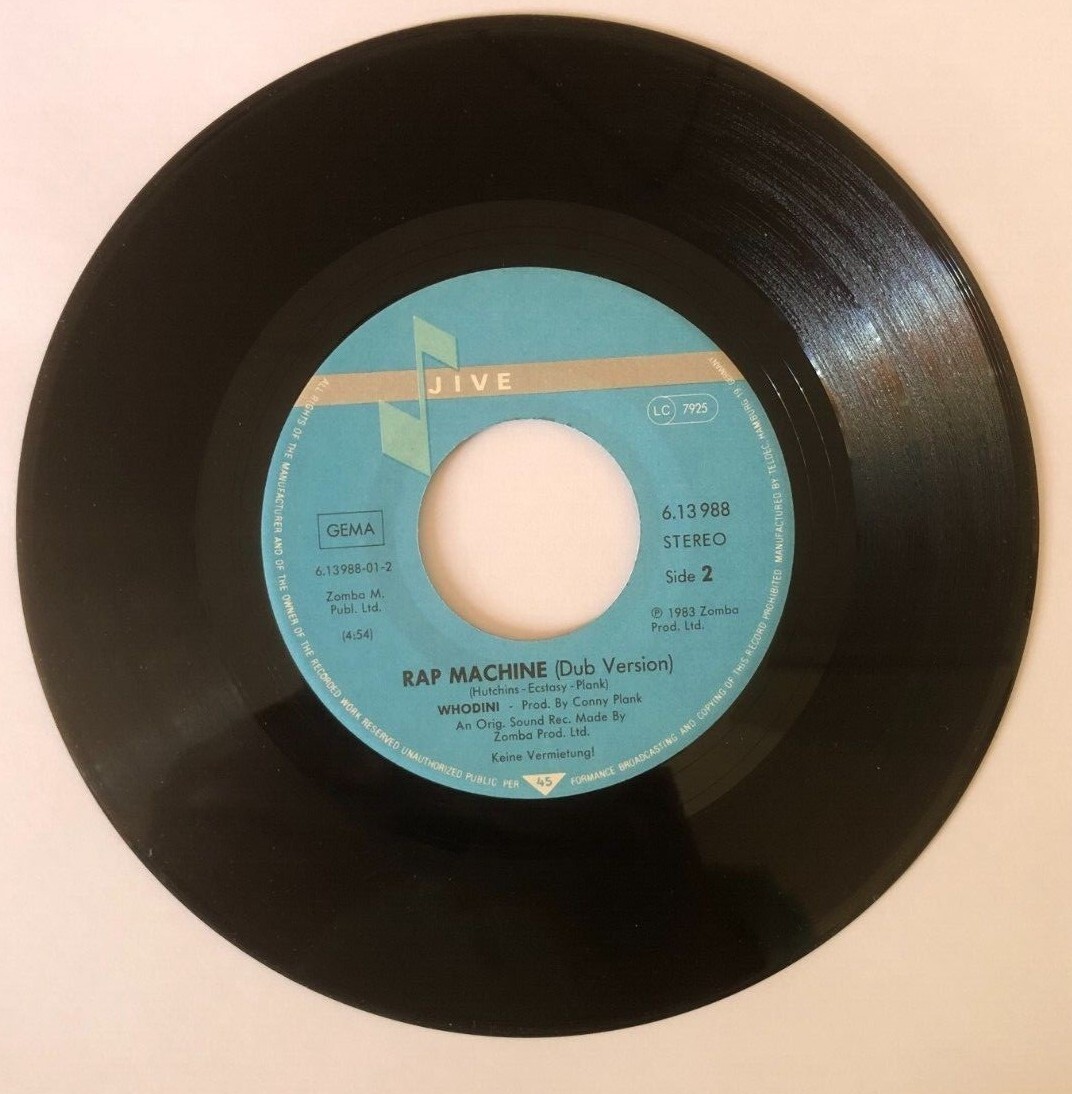 JIVE
LC 7925
GEMA
6.13988-01-2
Zomba M.
Publ. Ltd.
(4:54)
6.13 988
STEREO
Side 2
℗ 1983 Zomba
Prod. Ltd.
RAP MACHINE (Dub Version)
(Hutchins - Ecstasy - Plank)
WHODINI - Prod. By Conny Plank
An Orig. Sound Rec. Made By
Zomba Prod. Ltd.
Keine Vermietung!
45
ALL RIGHTS OF THE MANUFACTURER AND OF THE OWNER OF THE RECORDED WORK RESERVED UNAUTHORIZED PUBLIC PER FORMANCE BROADCASTING AND COPYING OF THIS RECORD PROHIBITED MANUFACTURED BY TELDEC, HAMBURG 19 GERMANY